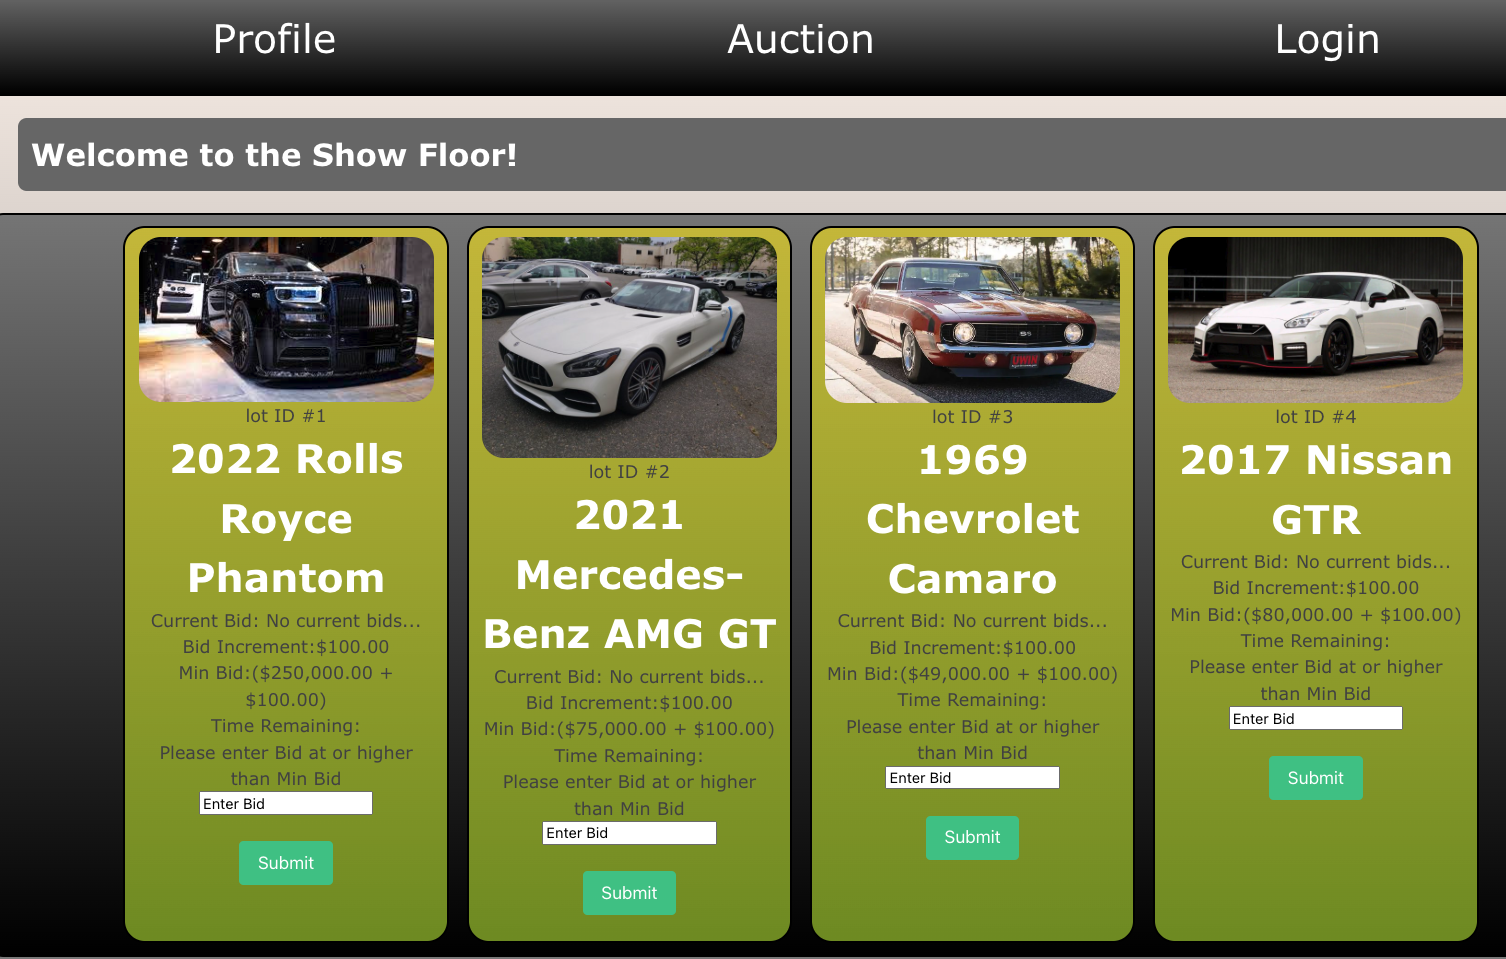 Profile
Auction
Login
Welcome to the Show Floor!
lot ID #1
2022 Rolls
Royce
Phantom
Current Bid: No current bids...
Bid Increment:$100.00
Min Bid:($250,000.00 +
$100.00)
Time Remaining:
Please enter Bid at or higher
than Min Bid
Enter Bid
Submit
lot ID #2
2021
Mercedes-
Benz AMG GT
Current Bid: No current bids...
Bid Increment:$100.00
Min Bid:($75,000.00 + $100.00)
Time Remaining:
Please enter Bid at or higher
than Min Bid
Enter Bid
Submit
SS
lot ID #3
1969
Chevrolet
Camaro
Current Bid: No current bids...
Bid Increment:$100.00
Min Bid:($49,000.00 + $100.00)
Time Remaining:
Please enter Bid at or higher
than Min Bid
Enter Bid
Submit
lot ID #4
2017 Nissan
GTR
Current Bid: No current bids...
Bid Increment:$100.00
Min Bid:($80,000.00 + $100.00)
Time Remaining:
Please enter Bid at or higher
than Min Bid
Enter Bid
Submit